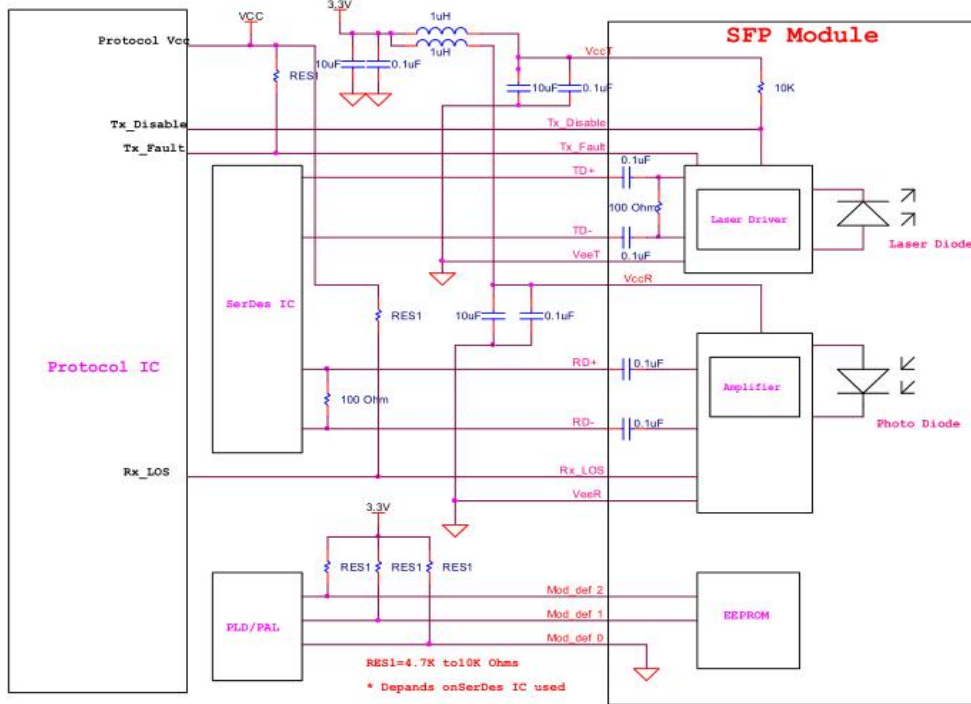 3.3V
VCC
1uH
SFP Module
Protocol Vcc
1uH
VccT
RES1
10uF
0.1uF
10uF
0.1uF
10K
Tx_Disable
Tx_Disable
Tx_Fault
Tx_Fault
0.1uF
TD+
100 Ohm
Laser Driver
TD-
0.1uF
Laser Diode
VeeT
VccR
SerDes IC
RES1
10uF
0.1uF
Protocol IC
RD+
0.1uF
Amplifier
100 Ohm
RD-
0.1uF
Photo Diode
Rx_LOS
Rx_LOS
VeeR
3.3V
RES1
RES1
RES1
Mod_def 2
PLD/PAL
Mod_def 1
EEPROM
Mod_def 0
RES1=4.7K to10K Ohms
* Depands onSerDes IC used